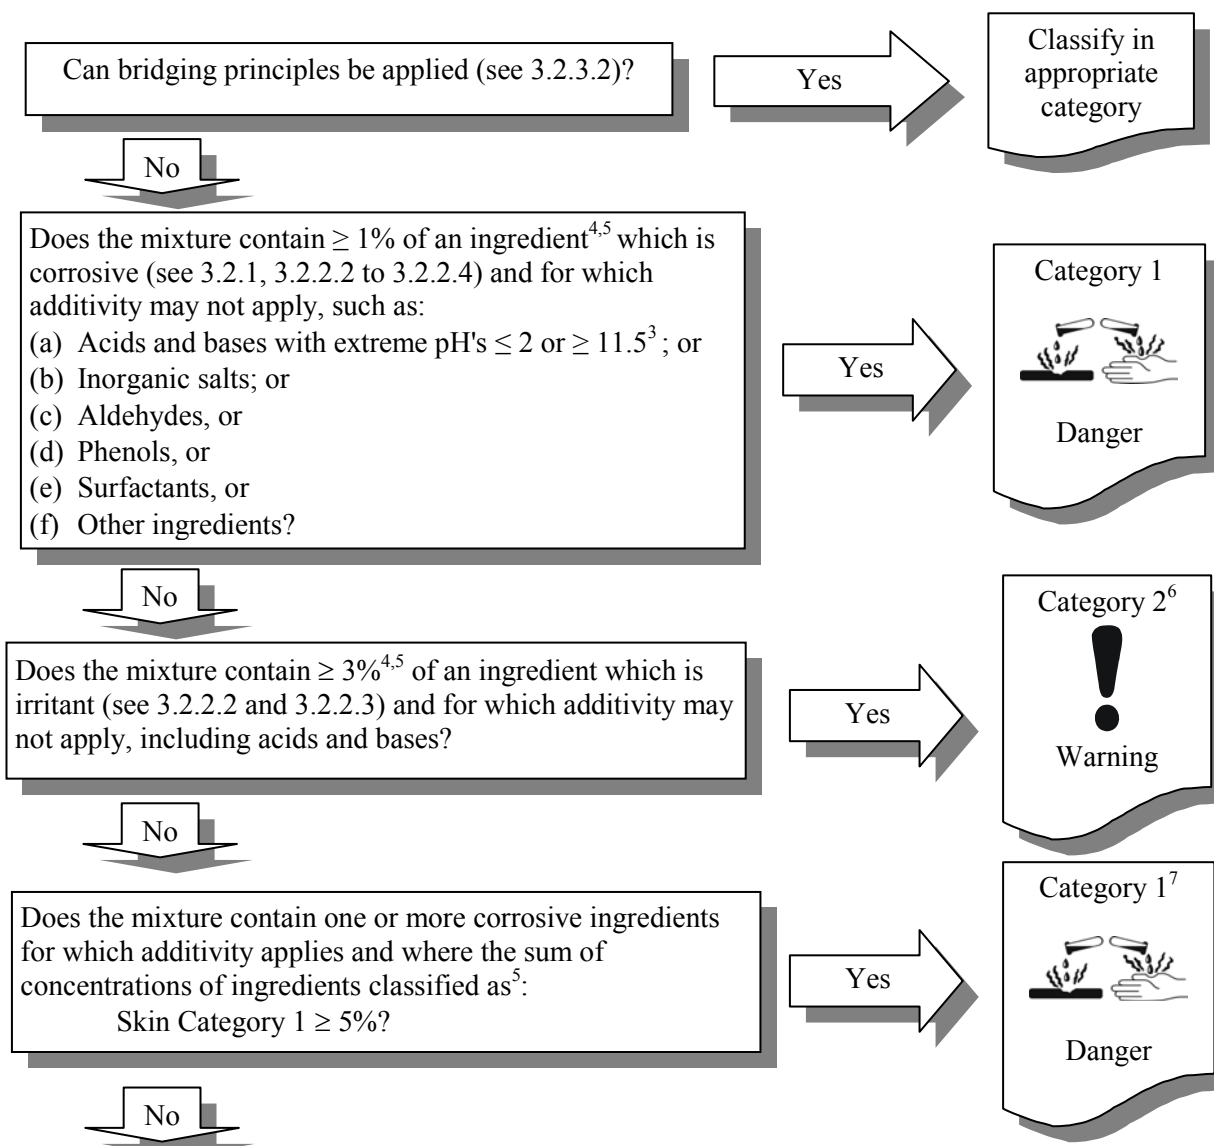 Can bridging principles be applied (see 3.2.3.2)?
Yes
Classify in
appropriate
category
No
Does the mixture contain ≥ 1% of an ingredient4,5 which is
corrosive (see 3.2.1, 3.2.2.2 to 3.2.2.4) and for which
additivity may not apply, such as:
(a) Acids and bases with extreme pH's ≤ 2 or ≥ 11.53 ; or
(b) Inorganic salts; or
(c) Aldehydes, or
(d) Phenols, or
(e) Surfactants, or
(f) Other ingredients?
Yes
Category 1
Danger
No
Does the mixture contain ≥ 3%4,5 of an ingredient which is
irritant (see 3.2.2.2 and 3.2.2.3) and for which additivity may
not apply, including acids and bases?
Yes
Category 26
Warning
No
Does the mixture contain one or more corrosive ingredients
for which additivity applies and where the sum of
concentrations of ingredients classified as5:
Skin Category 1 ≥ 5%?
Yes
Category 17
Danger
No